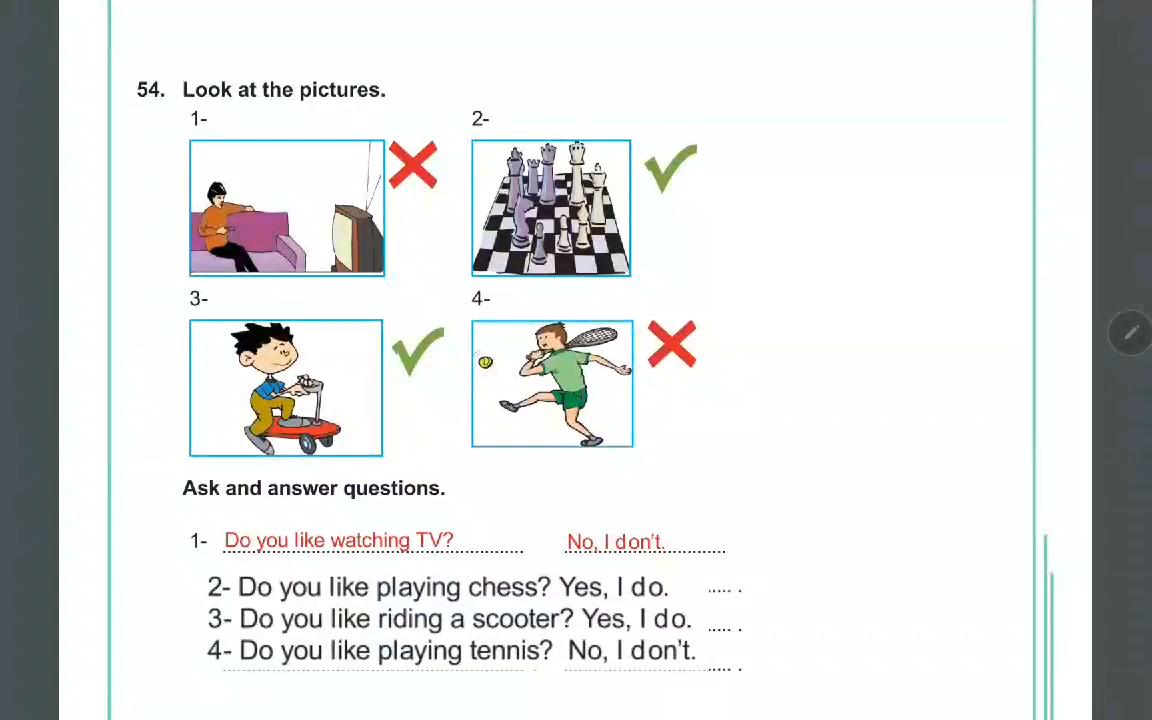 54. Look at the pictures.
1- 2-
3- 4-
Ask and answer questions.
1- Do you like watching TV? No, I don't.
2- Do you like playing chess? Yes, I do.
3- Do you like riding a scooter? Yes, I do.
4- Do you like playing tennis? No, I don't.